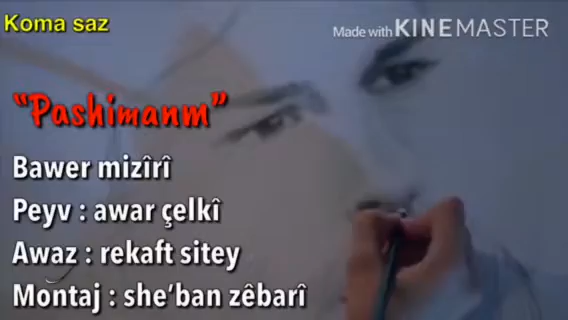 Koma saz
Made with KINEMASTER
"Pashimanm"
Bawer mizîrî
Peyv : awar çelkî
Awaz : rekaft sitey
Montaj : she'ban zêbarî